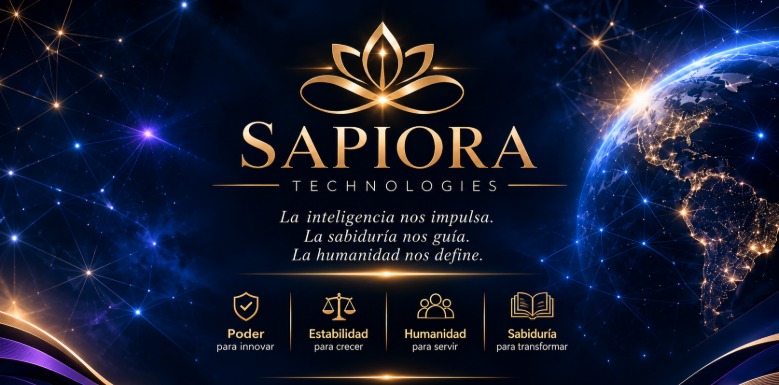 SAPIORA
TECHNOLOGIES
La inteligencia nos impulsa.
La sabiduría nos guía.
La humanidad nos define.
Poder
para innovar
Estabilidad
para crecer
Humanidad
para servir
Sabiduría
para transformar